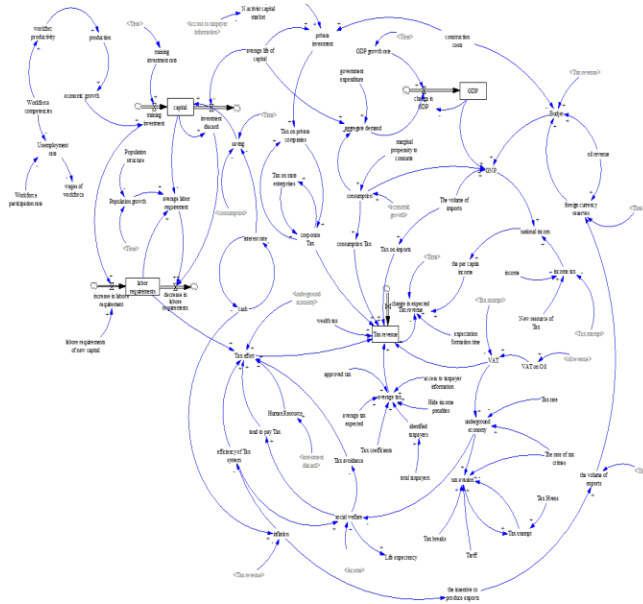 N activie capital
market
<Time>
<Access to taxpayer
information>
workfier
productivity
production
private
investment
construction
costs
GDP growth rate
<Time>
training
investment rate
average life of
capital
government
expenditure
<Tax revenue>
economic growth
capital
GDP
change in
GDP
training
investment
investment
discard
<Time>
Budget
Workforce
competencies
saving
Tax on private
companies
aggregate demand
marginal
propensity to
consume
Unemployment
rate
Population
structure
oil revenue
Tax on state
enterprises
GNP
wages of
workforce
Workforce
participation rate
Population growth
average labor
requirement
consumption
The volume of
imports
foreign currency
reserves
<Time>
<consumption>
<economic
growth>
<Time>
corporate
Tax
national incom
interest rate
consumption Tax
Tax on imports
the per capita
income
income
income tax
labor
requirements
increase in labore
requirement
decrease in
labore requirements
<Time>
change in expected
Tax revenue
<underground
economy>
<Tax exempt>
cash
New resource of
Tax
<Tax exempt>
wealth tax
Tax revenue
expectation
formation time
labore requirements
of new capital
Tax effort
VAT
VAT on Oil
<oil revenue>
approved tax
access to taxpayer
information
average tax
Hide income
penalties
Tax rate
average tax
expected
Human Resource
identified
taxpayers
underground
economy
tend to pay Tax
Tax coefficients
efficiency of Tax
system
<investment
discard>
Tax avoidance
total taxpayers
The rate of tax
crimes
the volume of
exports
tax evasion
social welfare
Tax breaks
Tax exempt
inflation
Tariff
Life expectency
<Tax revenue>
<income>
the incentive to
produce exports